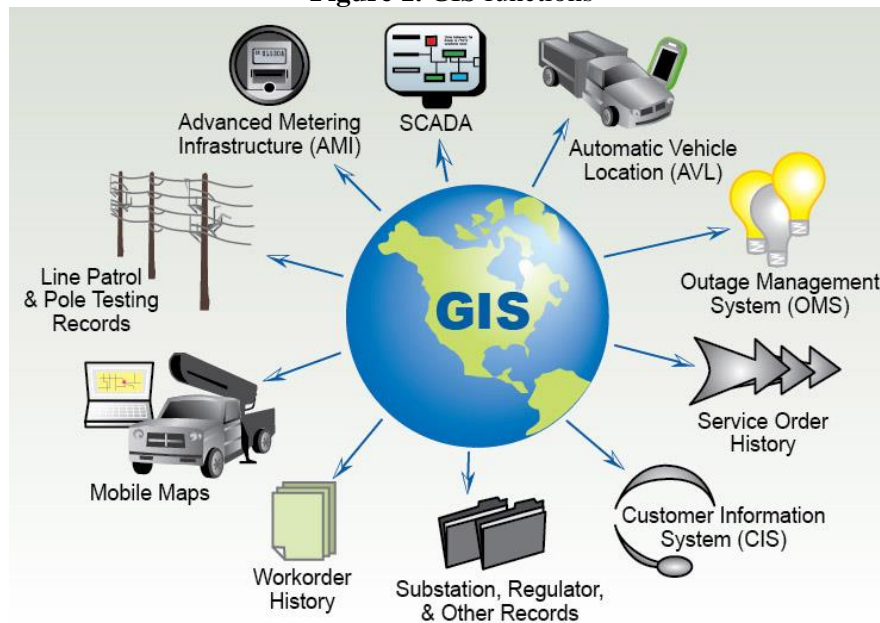 Figure 2. GIS functions
Advanced Metering
Infrastructure (AMI)
SCADA
Automatic Vehicle
Location (AVL)
Line Patrol
& Pole Testing
Records
GIS
Outage Management
System (OMS)
Service Order
History
Mobile Maps
Customer Information
System (CIS)
Workorder
History
Substation, Regulator,
& Other Records